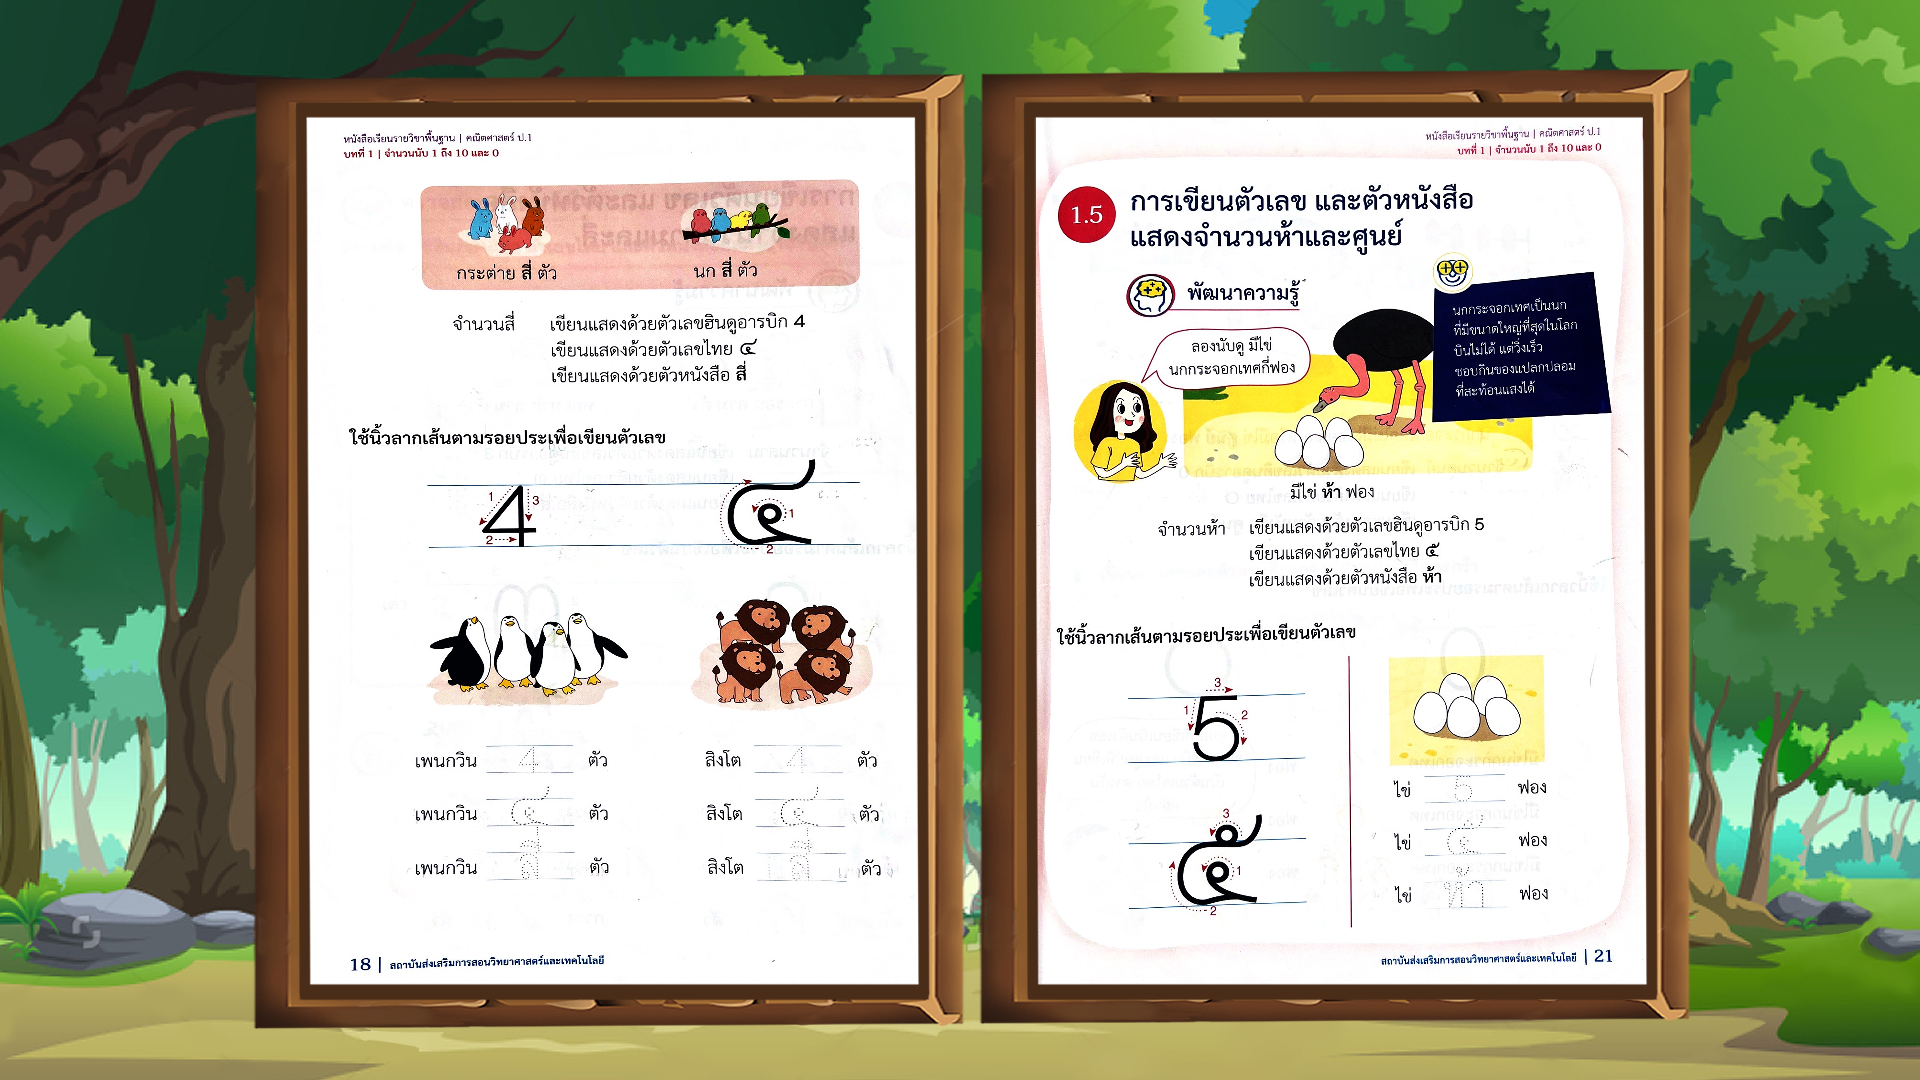 หนังสือเรียนรายวิชาพื้นฐาน | คณิตศาสตร์ ป.1
บทที่ 1 | จำนวนนับ 1 ถึง 10 และ 0
กระต่าย สี่ ตัว
นก สี่ ตัว
จำนวนสี่ เขียนแสดงด้วยตัวเลขฮินดูอารบิก 4
เขียนแสดงด้วยตัวเลขไทย ๔
เขียนแสดงด้วยตัวหนังสือ สี่
ใช้นิ้วลากเส้นตามรอยประเพื่อเขียนตัวเลข
4 1 2 3
๔ 1 2
เพนกวิน 4 ตัว
สิงโต 4 ตัว
เพนกวิน ๔ ตัว
สิงโต ๔ ตัว
เพนกวิน สี่ ตัว
สิงโต สี่ ตัว
18 | สถาบันส่งเสริมการสอนวิทยาศาสตร์และเทคโนโลยี
หนังสือเรียนรายวิชาพื้นฐาน | คณิตศาสตร์ ป.1
บทที่ 1 | จำนวนนับ 1 ถึง 10 และ 0
1.5 การเขียนตัวเลข และตัวหนังสือ
แสดงจำนวนห้าและศูนย์
พัฒนาความรู้
ลองนับดู มีไข่
นกกระจอกเทศกี่ฟอง
นกกระจอกเทศเป็นนก
ที่มีขนาดใหญ่ที่สุดในโลก
บินไม่ได้ แต่วิ่งเร็ว
ชอบกินของแปลกปลอม
ที่สะท้อนแสงได้
มีไข่ ห้า ฟอง
จำนวนห้า เขียนแสดงด้วยตัวเลขฮินดูอารบิก 5
เขียนแสดงด้วยตัวเลขไทย ๕
เขียนแสดงด้วยตัวหนังสือ ห้า
ใช้นิ้วลากเส้นตามรอยประเพื่อเขียนตัวเลข
5 1 2 3
๕ 1 2 3
ไข่ 5 ฟอง
ไข่ ๕ ฟอง
ไข่ ห้า ฟอง
สถาบันส่งเสริมการสอนวิทยาศาสตร์และเทคโนโลยี | 21